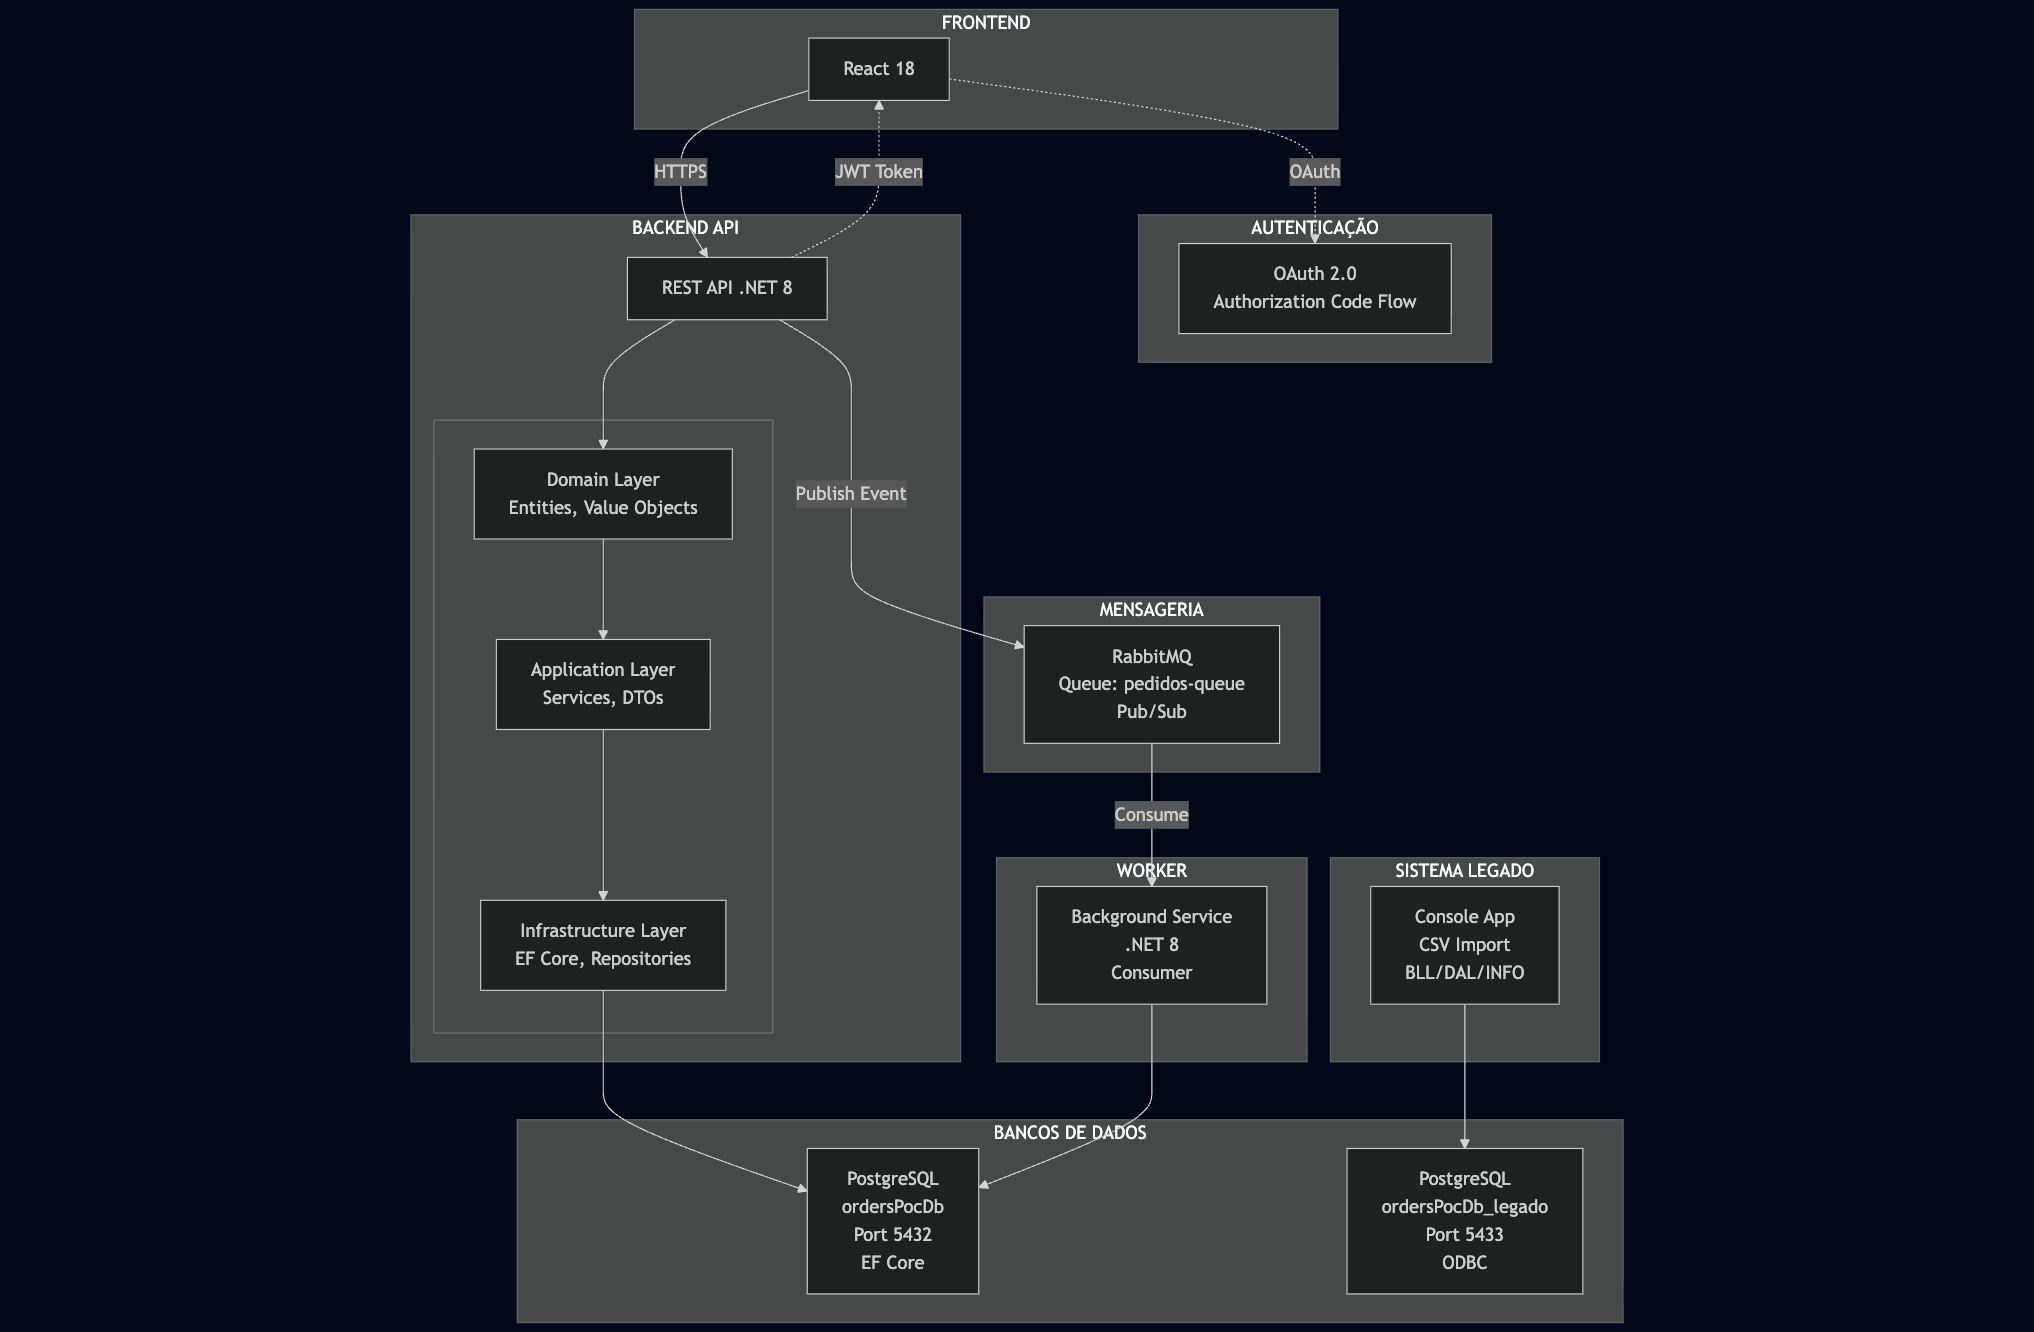 FRONTEND
React 18
HTTPS
JWT Token
OAuth
BACKEND API
REST API .NET 8
AUTENTICAÇÃO
OAuth 2.0
Authorization Code Flow
Domain Layer
Entities, Value Objects
Publish Event
Application Layer
Services, DTOs
MENSAGERIA
RabbitMQ
Queue: pedidos-queue
Pub/Sub
Consume
Infrastructure Layer
EF Core, Repositories
WORKER
Background Service
.NET 8
Consumer
SISTEMA LEGADO
Console App
CSV Import
BLL/DAL/INFO
BANCOS DE DADOS
PostgreSQL
ordersPocDb
Port 5432
EF Core
PostgreSQL
ordersPocDb_legado
Port 5433
ODBC